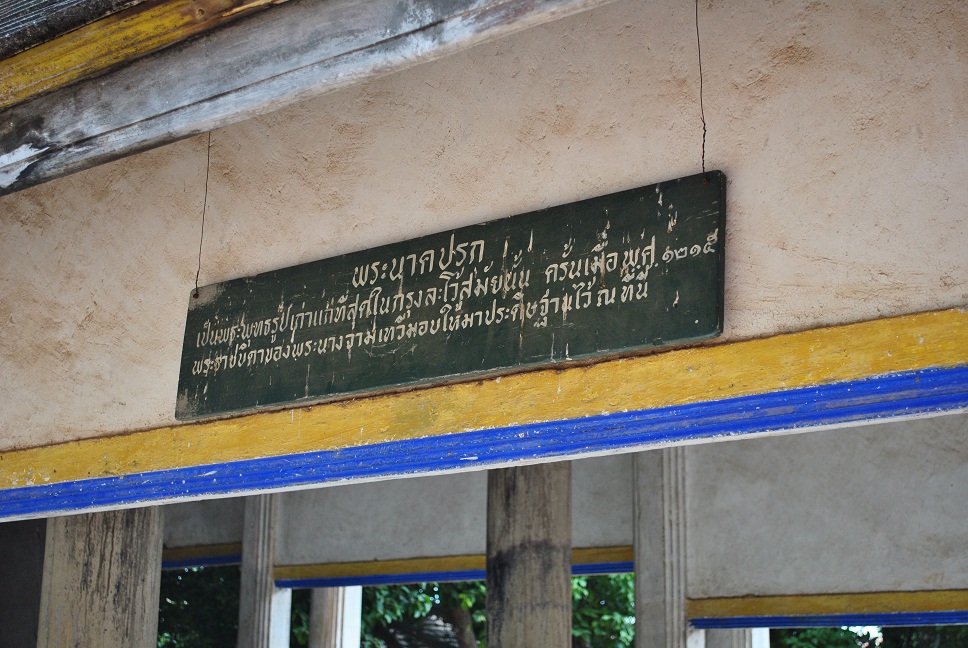 พระนาคปรก
เป็นพระพุทธรูปเก่าแก่ที่สุดในกรุงละโว้สมัยนั้น ครั้นเมื่อ พ.ศ. ๑๒๑๕
พระราชบิดาของพระนางจามเทวีมอบให้มาประดิษฐานไว้ ณ ที่นี้